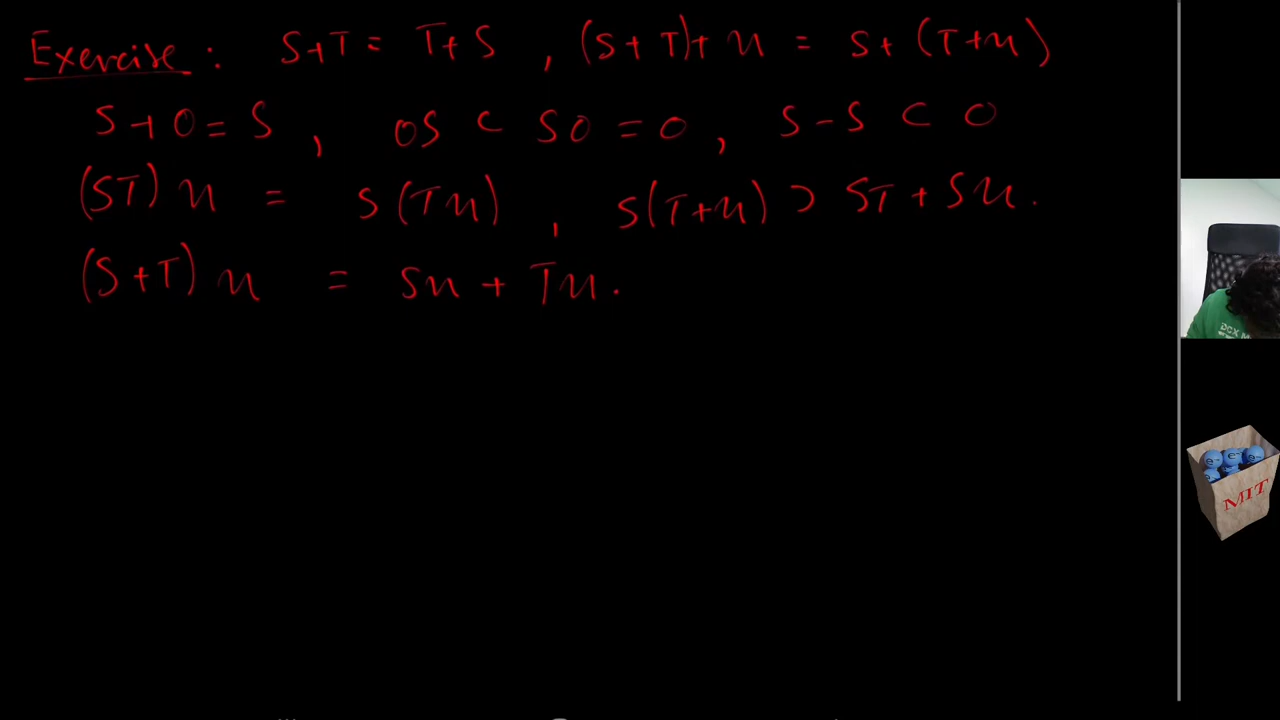 Exercise : S+T = T+S , (S+T)+U = S+(T+U)
S+0=S , 0S ⊂ S0 = 0 , S-S ⊂ 0
(ST)U = S(TU) , S(T+U) ⊃ ST + SU.
(S+T)U = SU + TU.
MIT